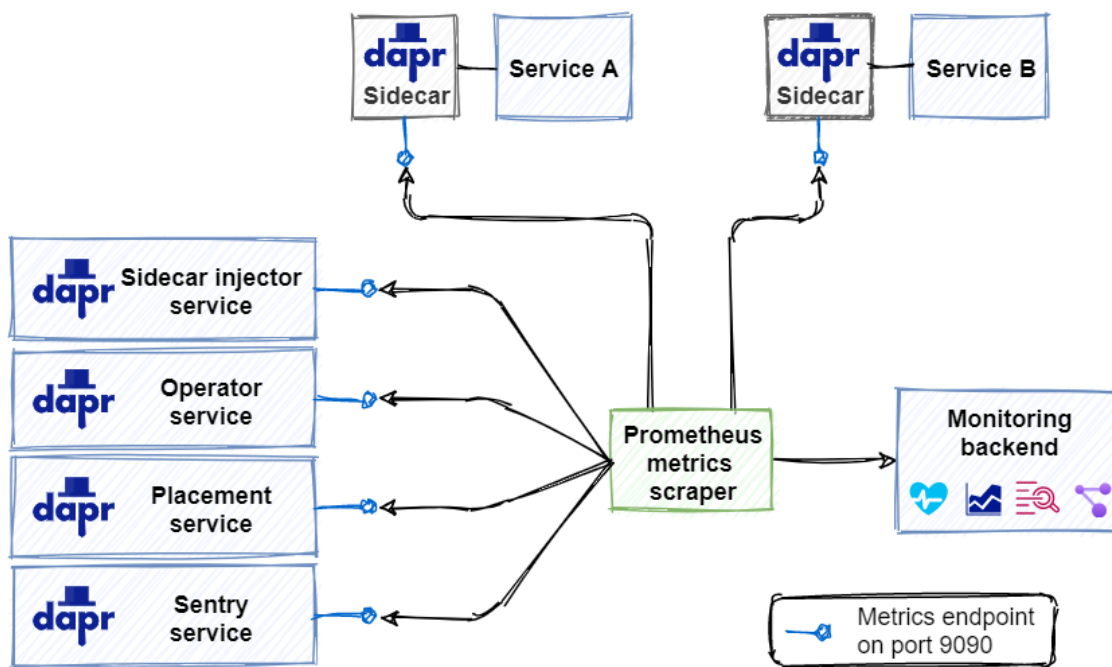 dapr
Sidecar
Service A
dapr
Sidecar
Service B
dapr
Sidecar injector
service
dapr
Operator
service
dapr
Placement
service
dapr
Sentry
service
Prometheus
metrics
scraper
Monitoring
backend
Metrics endpoint
on port 9090